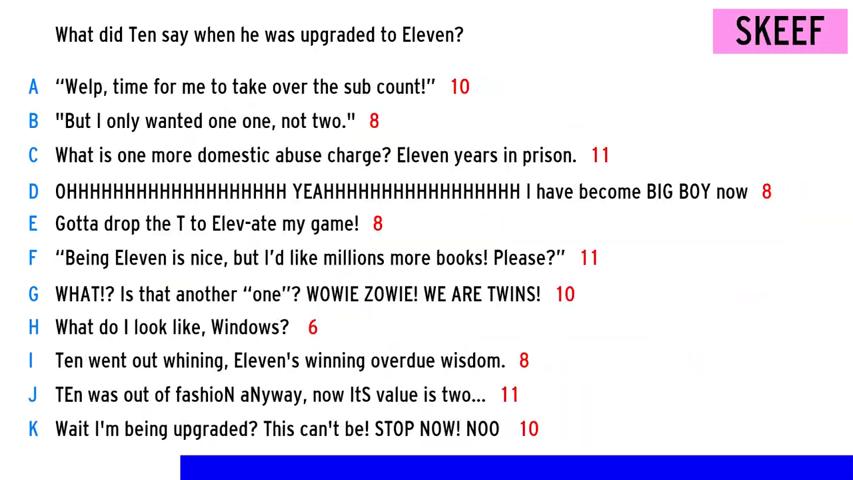 What did Ten say when he was upgraded to Eleven?
SKEEF
A “Welp, time for me to take over the sub count!” 10
B "But I only wanted one one, not two." 8
C What is one more domestic abuse charge? Eleven years in prison. 11
D OHHHHHHHHHHHHHHHHHHH YEAHHHHHHHHHHHHHHHHH I have become BIG BOY now 8
E Gotta drop the T to Elev-ate my game! 8
F “Being Eleven is nice, but I’d like millions more books! Please?” 11
G WHAT!? Is that another “one”? WOWIE ZOWIE! WE ARE TWINS! 10
H What do I look like, Windows? 6
I Ten went out whining, Eleven's winning overdue wisdom. 8
J TEn was out of fashioN aNyway, now ItS value is two... 11
K Wait I'm being upgraded? This can't be! STOP NOW! NOO 10